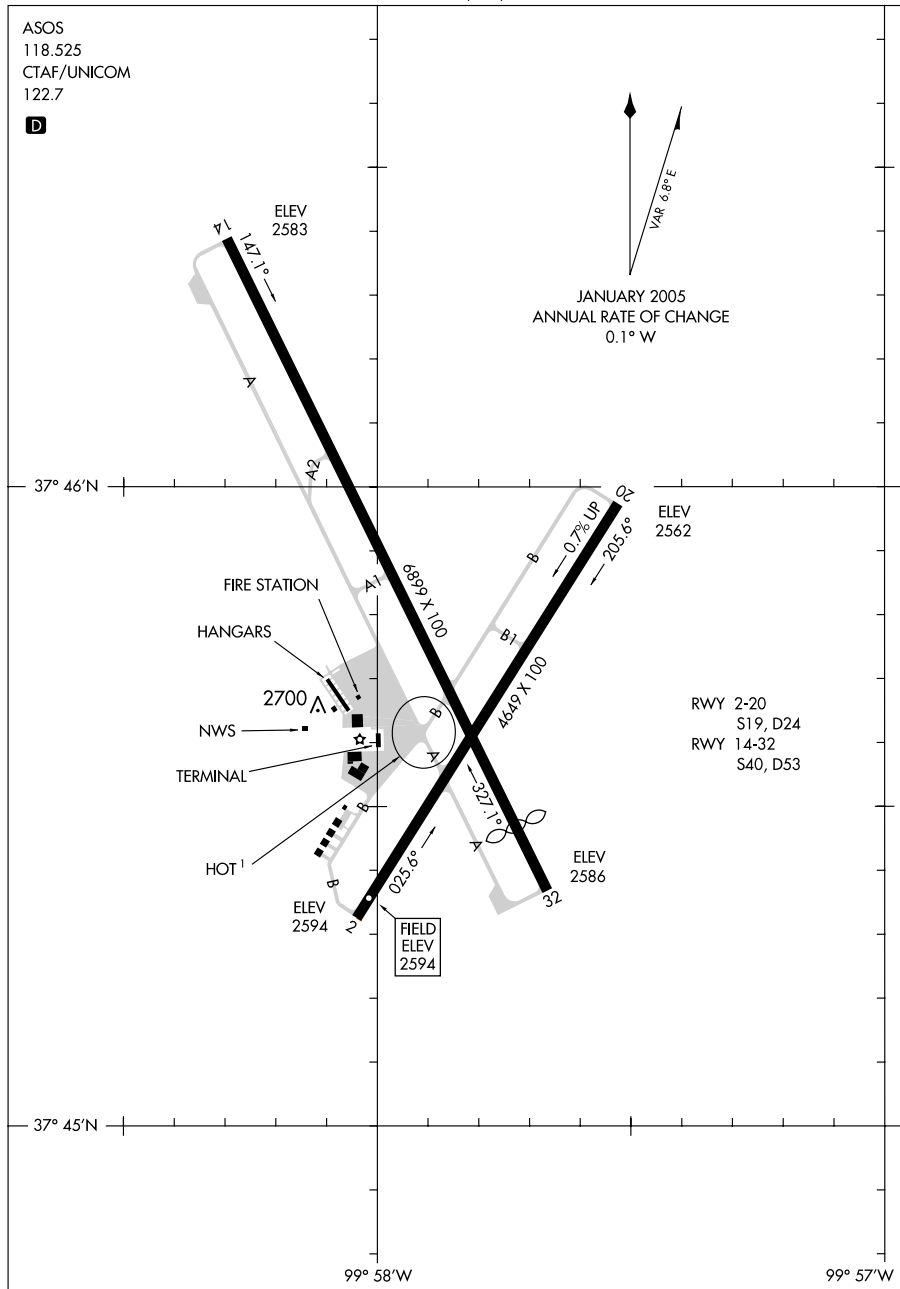 ASOS
118.525
CTAF/UNICOM
122.7
D
VAR 6.8° E
JANUARY 2005
ANNUAL RATE OF CHANGE
0.1° W
ELEV
2583
14
147.1°
A
A2
37° 46'N
20
ELEV
2562
0.7% UP
205.6°
B
A1
6899 X 100
FIRE STATION
HANGARS
B1
4649 X 100
2700
NWS
B
RWY 2-20
S19, D24
RWY 14-32
S40, D53
TERMINAL
A
327.1°
B
HOT 1
025.6°
A
ELEV
2586
B
32
ELEV
2594
2
FIELD
ELEV
2594
37° 45'N
99° 58'W
99° 57'W